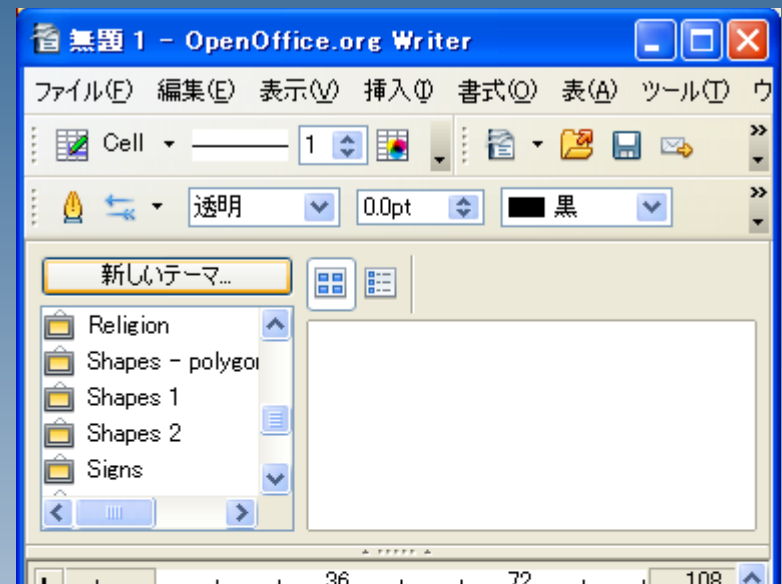 無題 1 - OpenOffice.org Writer
ファイル(F) 編集(E) 表示(V) 挿入(I) 書式(O) 表(A) ツール(T) ウ
Cell 1
透明 0.0pt 黒
新しいテーマ...
Religion
Shapes - polygo
Shapes 1
Shapes 2
Signs
36 72 108